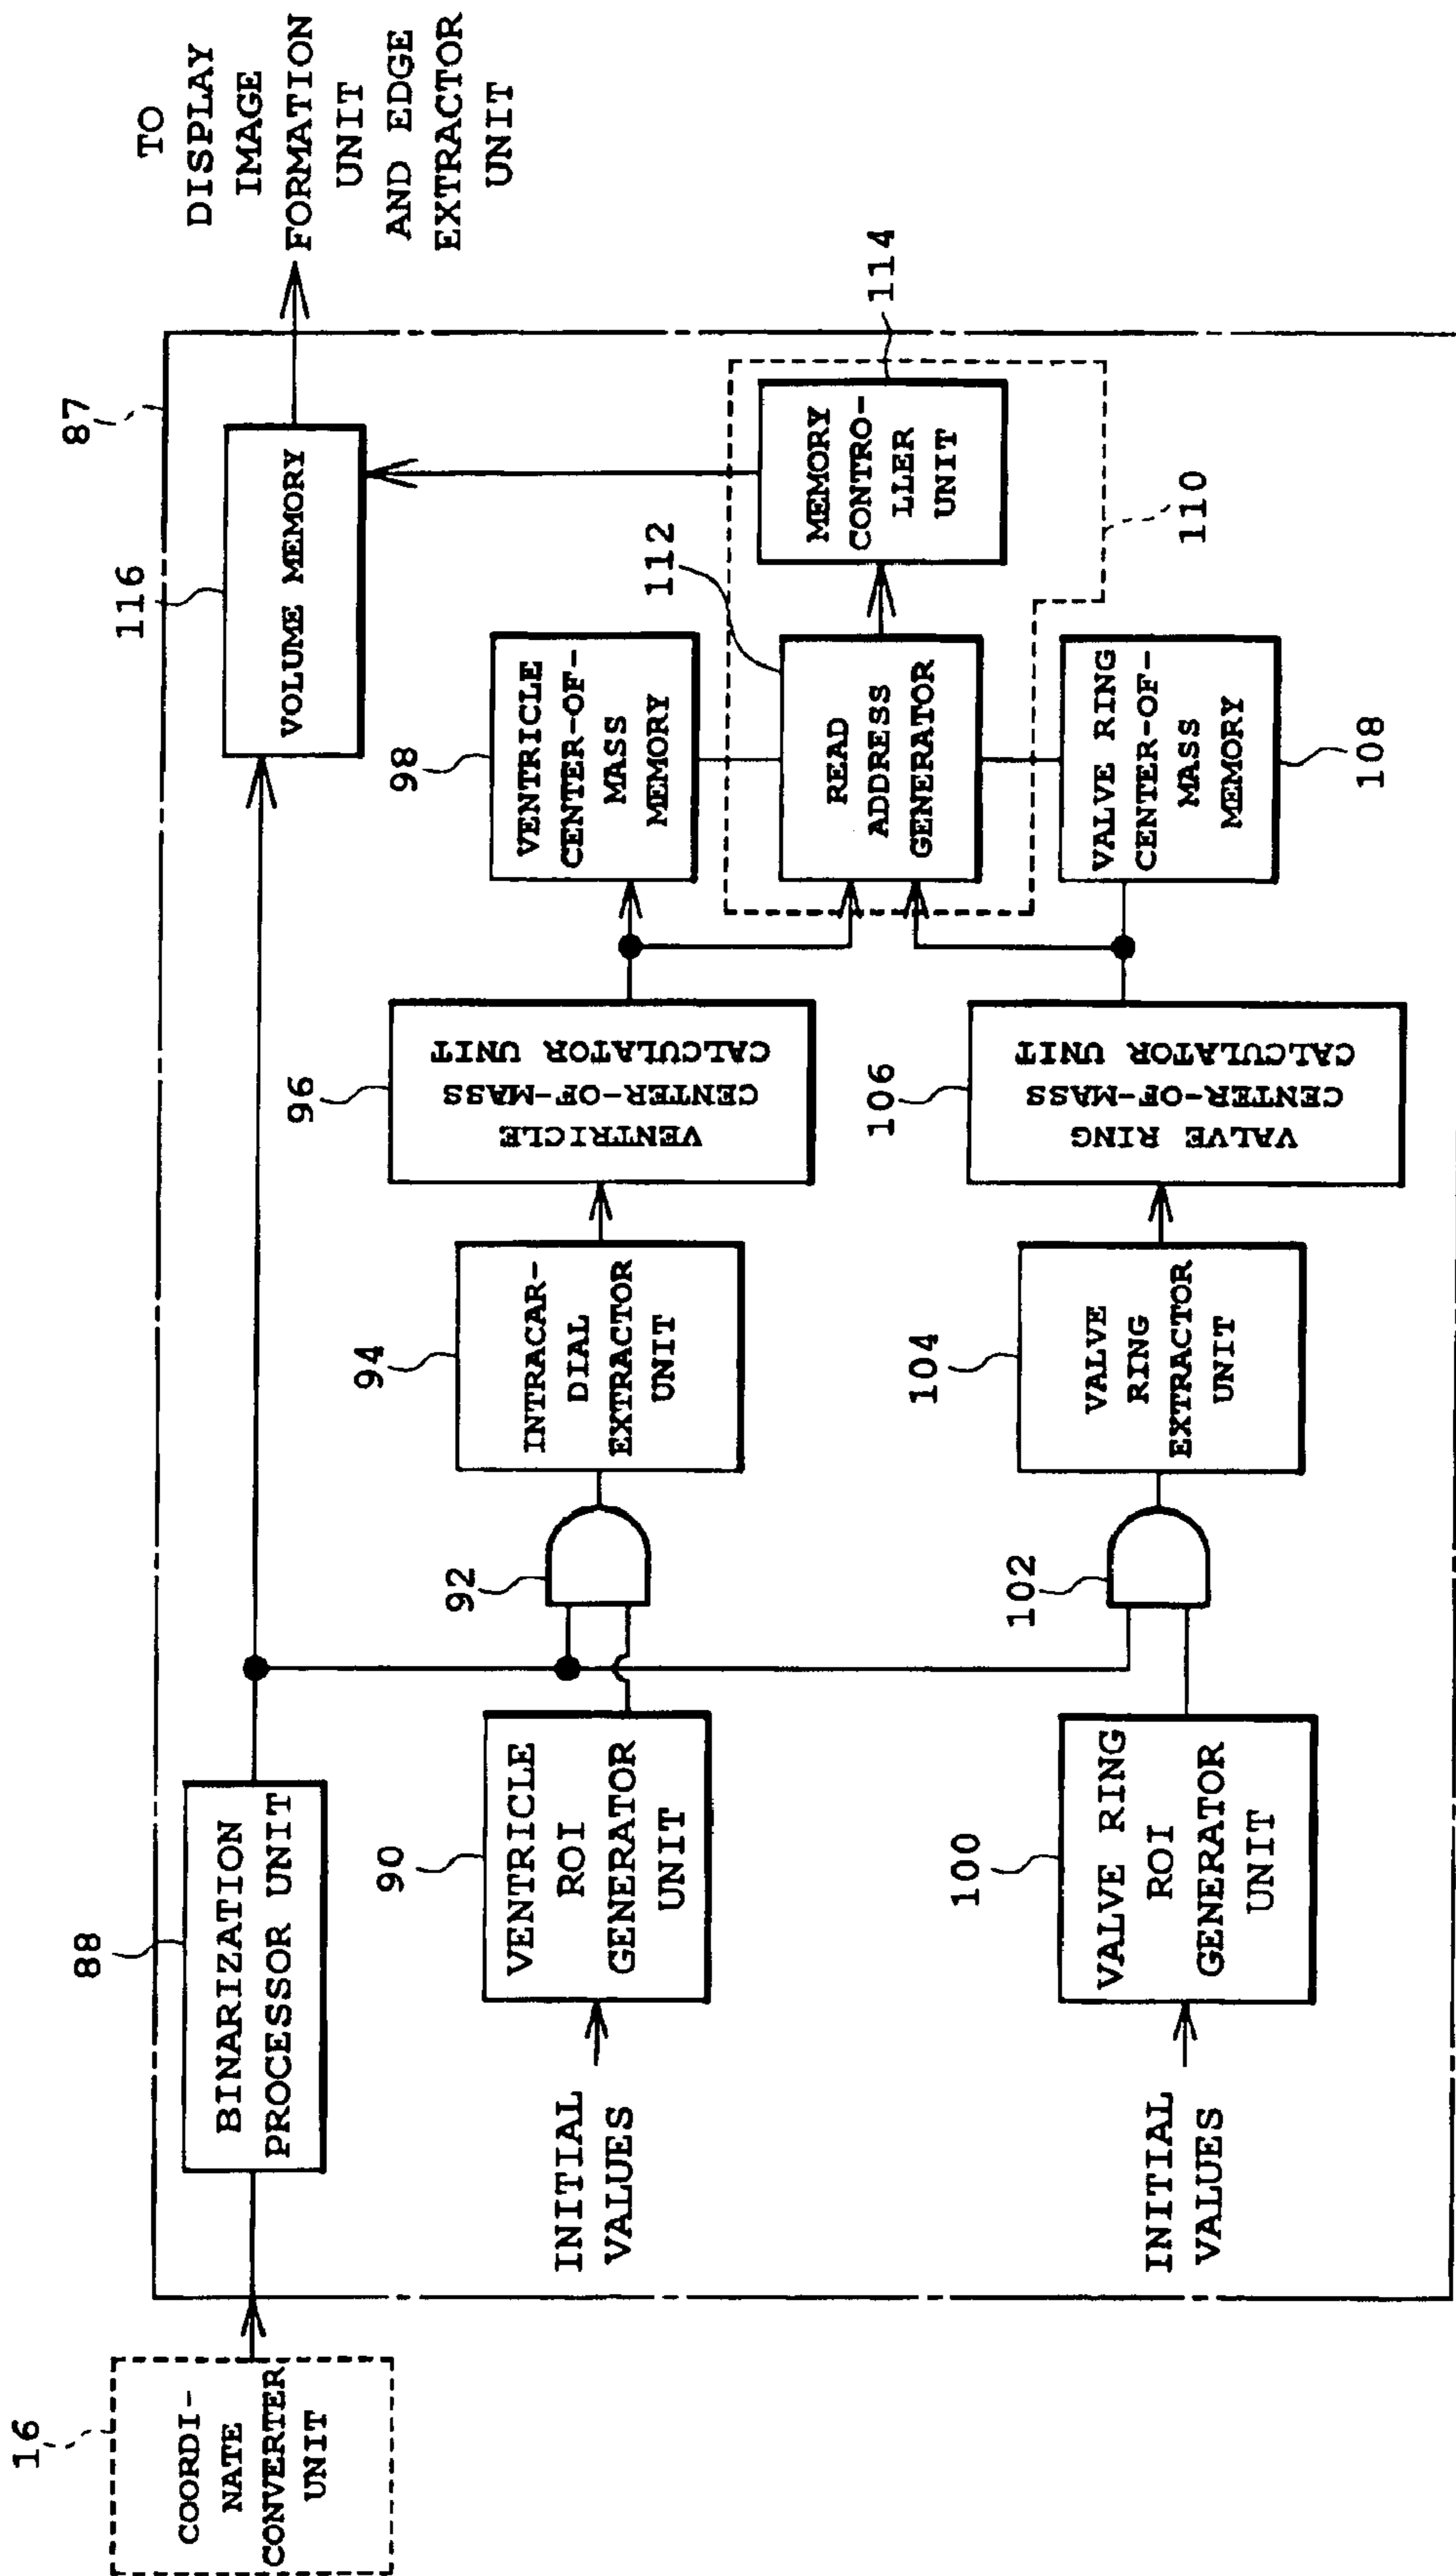 16
COORDI-
NATE
CONVERTER
UNIT
87
88
BINARIZATION
PROCESSOR UNIT
116
VOLUME MEMORY
TO
DISPLAY
IMAGE
FORMATION
UNIT
AND EDGE
EXTRACTOR
UNIT
INITIAL
VALUES
90
VENTRICLE
ROI
GENERATOR
UNIT
92
94
INTRACAR-
DIAL
EXTRACTOR
UNIT
96
VENTRICLE
CENTER-OF-MASS
CALCULATOR UNIT
98
VENTRICLE
CENTER-OF-
MASS
MEMORY
112
READ
ADDRESS
GENERATOR
114
MEMORY
CONTRO-
LLER
UNIT
110
INITIAL
VALUES
100
VALVE RING
ROI
GENERATOR
UNIT
102
104
VALVE
RING
EXTRACTOR
UNIT
106
VALVE RING
CENTER-OF-MASS
CALCULATOR UNIT
VALVE RING
CENTER-OF-
MASS
MEMORY
108